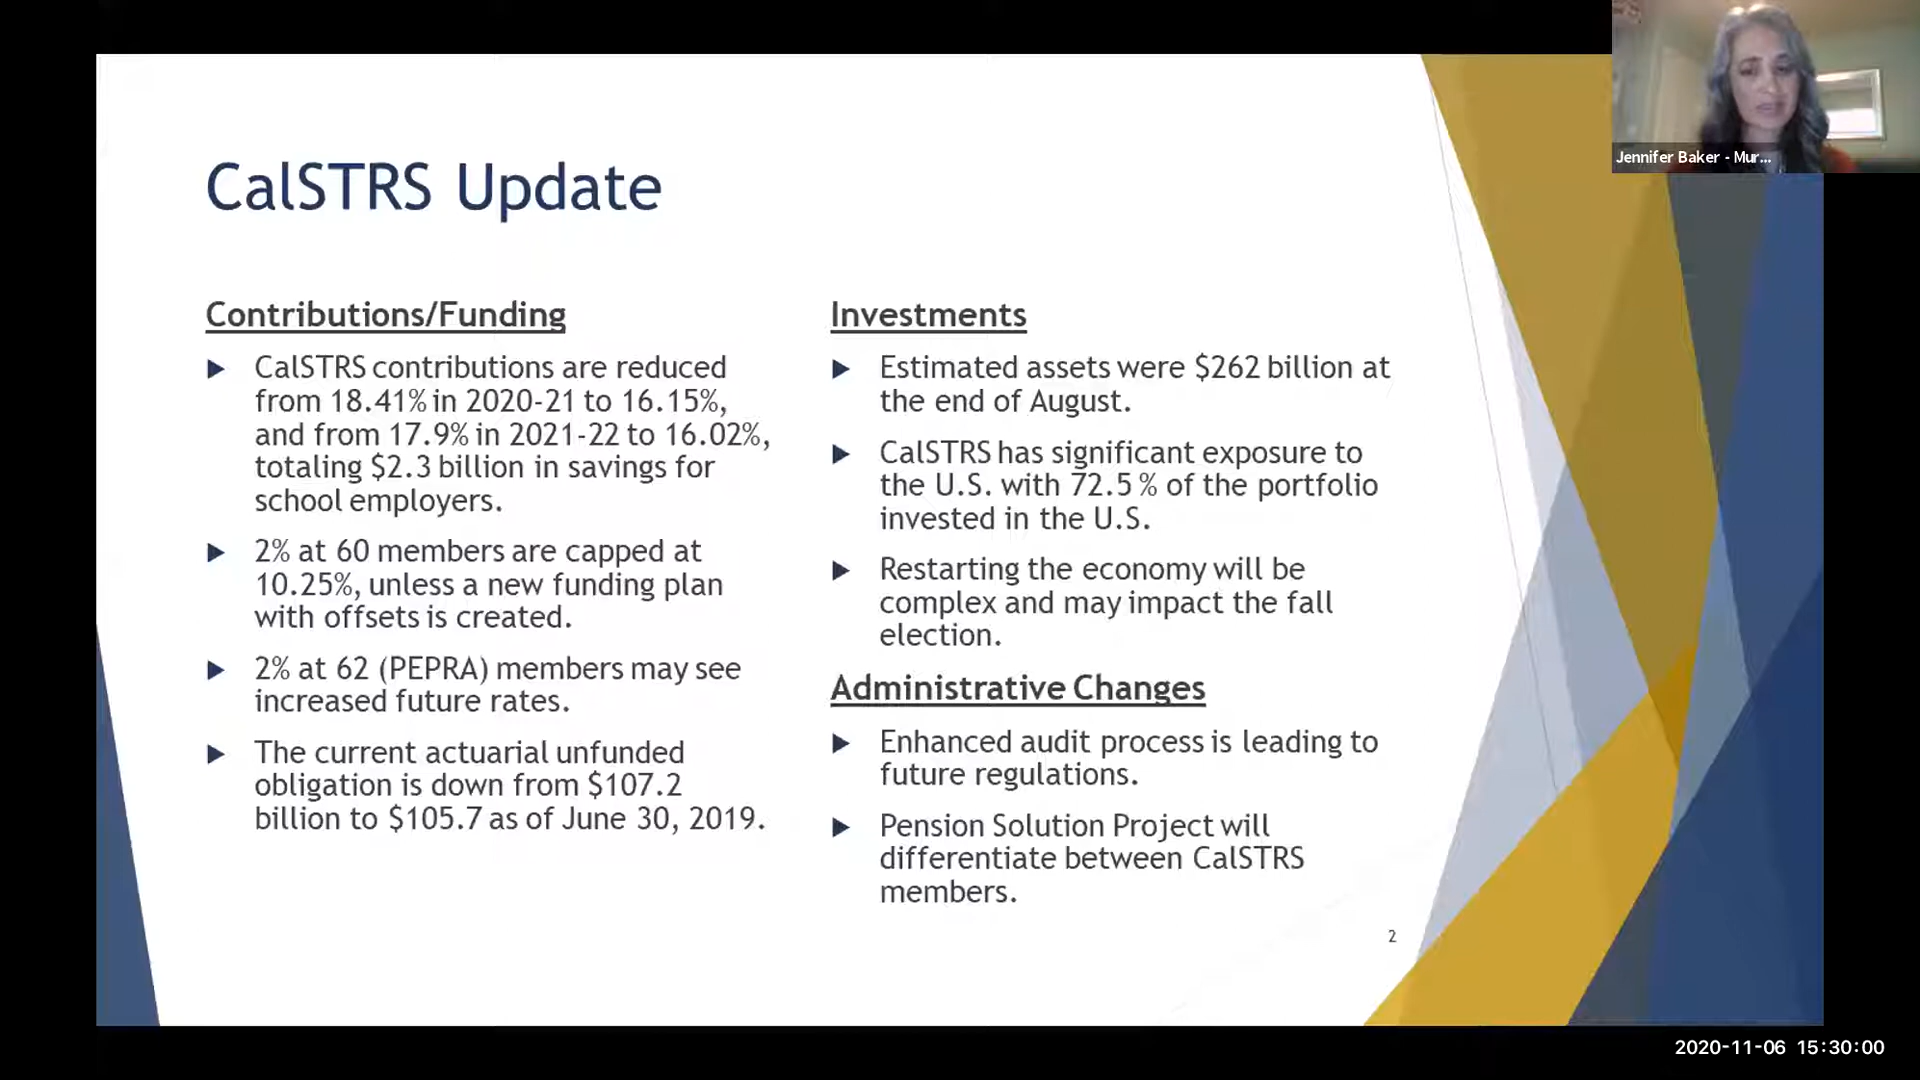 Jennifer Baker - Mur...
CalSTRS Update
Contributions/Funding
CalSTRS contributions are reduced
from 18.41% in 2020-21 to 16.15%,
and from 17.9% in 2021-22 to 16.02%,
totaling $2.3 billion in savings for
school employers.
2% at 60 members are capped at
10.25%, unless a new funding plan
with offsets is created.
2% at 62 (PEPRA) members may see
increased future rates.
The current actuarial unfunded
obligation is down from $107.2
billion to $105.7 as of June 30, 2019.
Investments
Estimated assets were $262 billion at
the end of August.
CalSTRS has significant exposure to
the U.S. with 72.5 % of the portfolio
invested in the U.S.
Restarting the economy will be
complex and may impact the fall
election.
Administrative Changes
Enhanced audit process is leading to
future regulations.
Pension Solution Project will
differentiate between CalSTRS
members.
2
2020-11-06 15:30:00